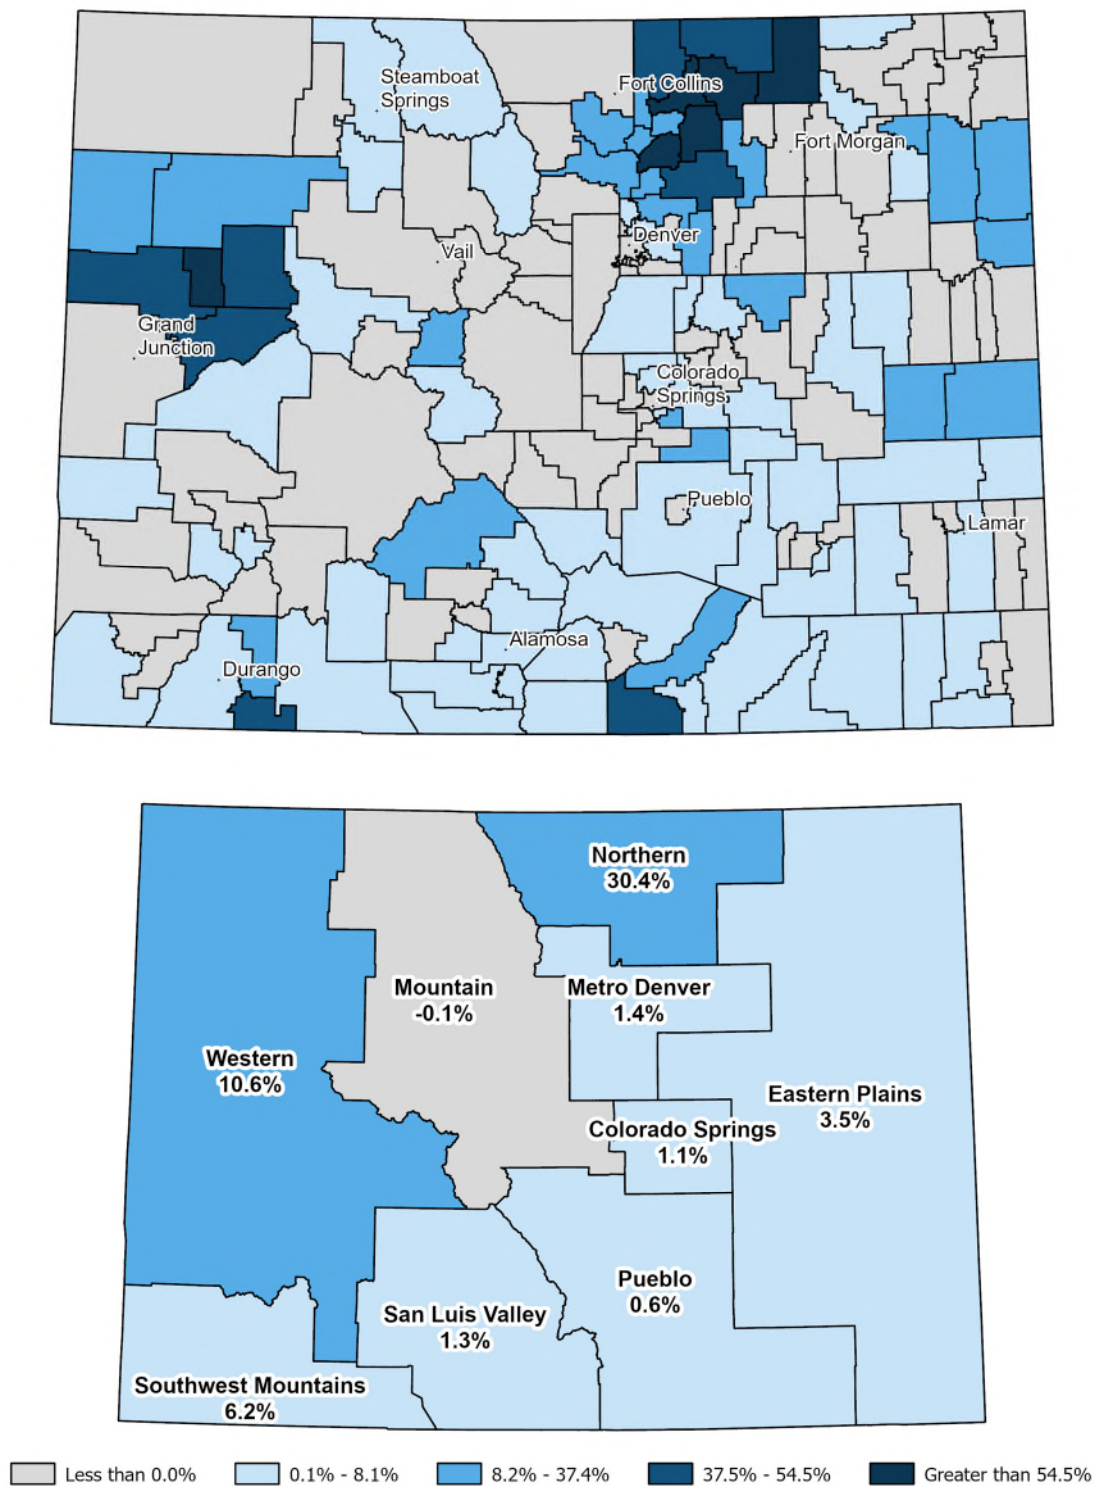 Steamboat
Springs
Fort Collins
Fort Morgan
Denver
Vail
Grand
Junction
Colorado
Springs
Pueblo
Lamar
Alamosa
Durango
Northern
30.4%
Mountain
-0.1%
Metro Denver
1.4%
Western
10.6%
Eastern Plains
3.5%
Colorado Springs
1.1%
Pueblo
0.6%
San Luis Valley
1.3%
Southwest Mountains
6.2%
Less than 0.0%
0.1% - 8.1%
8.2% - 37.4%
37.5% - 54.5%
Greater than 54.5%